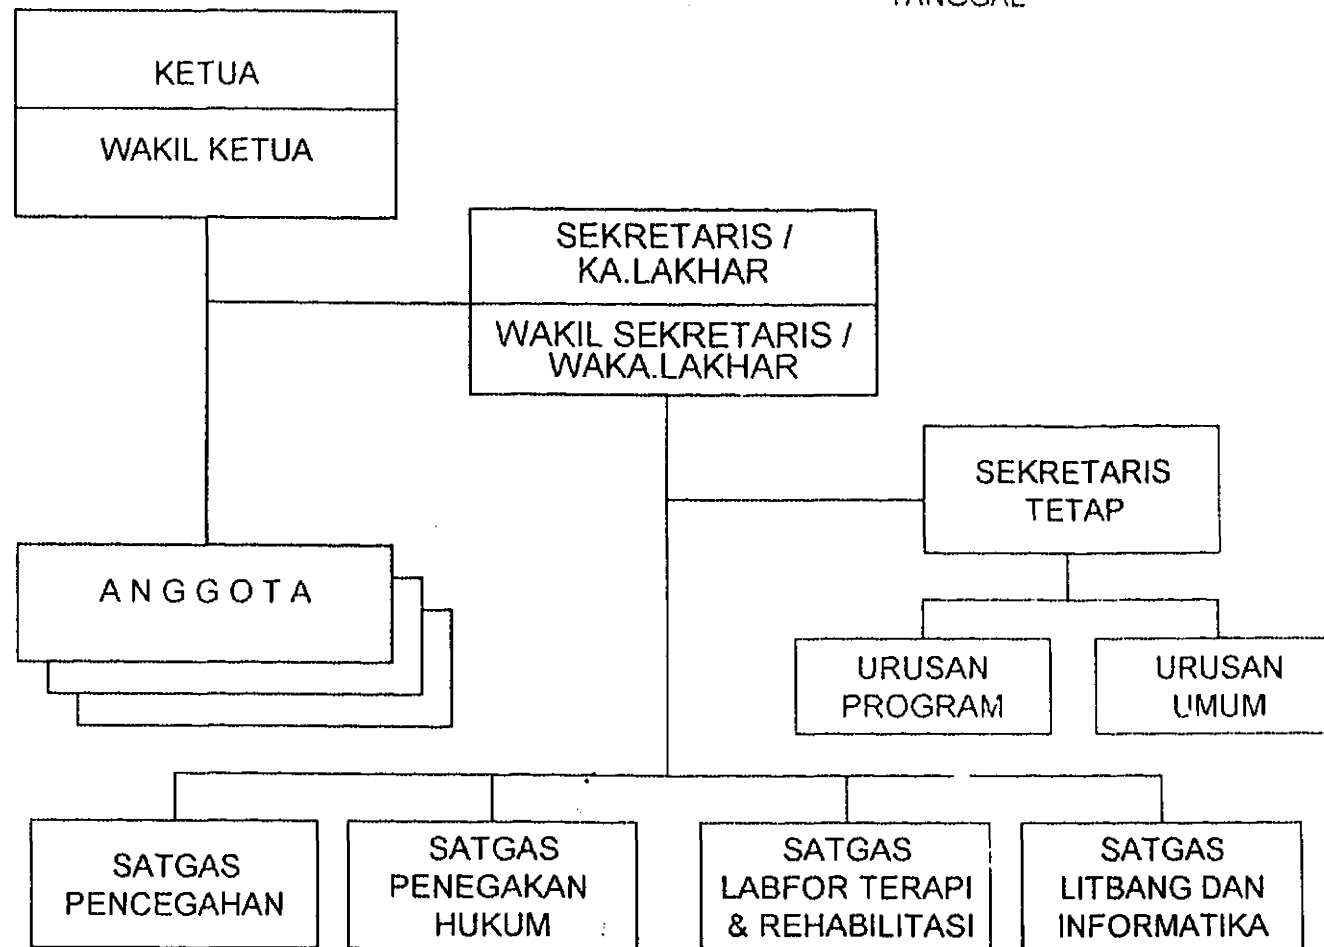 TANGGAL
KETUA
WAKIL KETUA
SEKRETARIS /
KA.LAKHAR
WAKIL SEKRETARIS /
WAKA.LAKHAR
SEKRETARIS
TETAP
A N G G O T A
URUSAN
PROGRAM
URUSAN
UMUM
SATGAS
PENCEGAHAN
SATGAS
PENEGAKAN
HUKUM
SATGAS
LABFOR TERAPI
& REHABILITASI
SATGAS
LITBANG DAN
INFORMATIKA